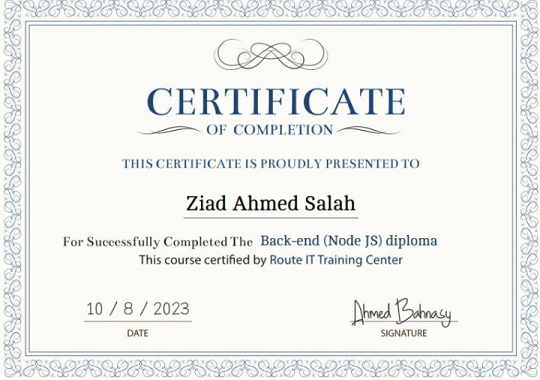 CERTIFICATE
OF COMPLETION
THIS CERTIFICATE IS PROUDLY PRESENTED TO
Ziad Ahmed Salah
For Successfully Completed The Back-end (Node JS) diploma
This course certified by Route IT Training Center
10 / 8 / 2023
Ahmed Bahnasy
DATE
SIGNATURE